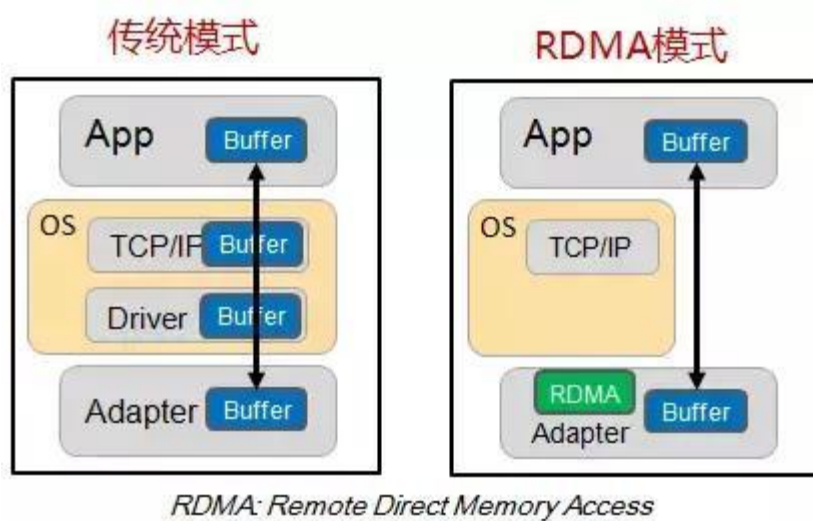 传统模式
RDMA模式
App
Buffer
OS
TCP/IP
Buffer
Driver
Buffer
Adapter
Buffer
App
Buffer
OS
TCP/IP
RDMA
Adapter
Buffer
RDMA: Remote Direct Memory Access